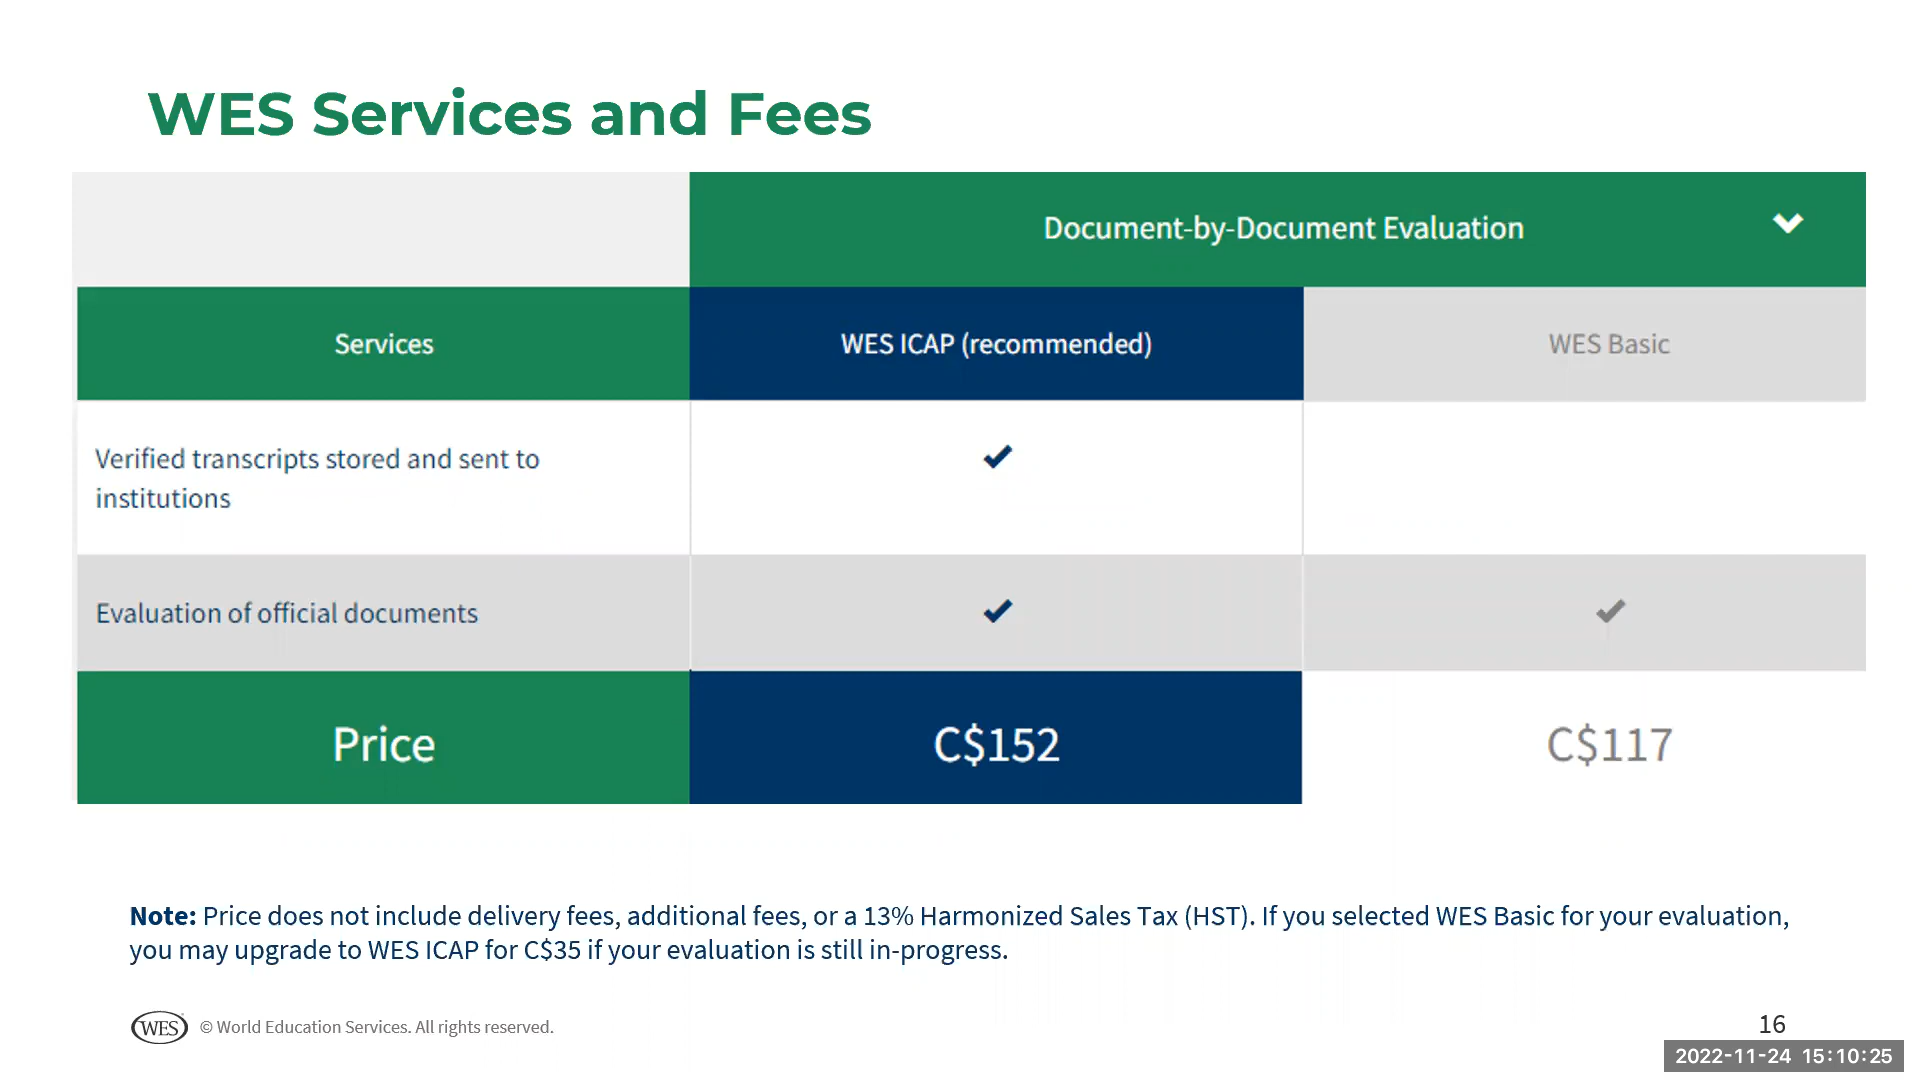 WES Services and Fees
Document-by-Document Evaluation
Services
WES ICAP (recommended)
WES Basic
Verified transcripts stored and sent to
institutions
Evaluation of official documents
Price
C$152
C$117
Note: Price does not include delivery fees, additional fees, or a 13% Harmonized Sales Tax (HST). If you selected WES Basic for your evaluation,
you may upgrade to WES ICAP for C$35 if your evaluation is still in-progress.
WES © World Education Services. All rights reserved.
16
2022-11-24 15:10:25